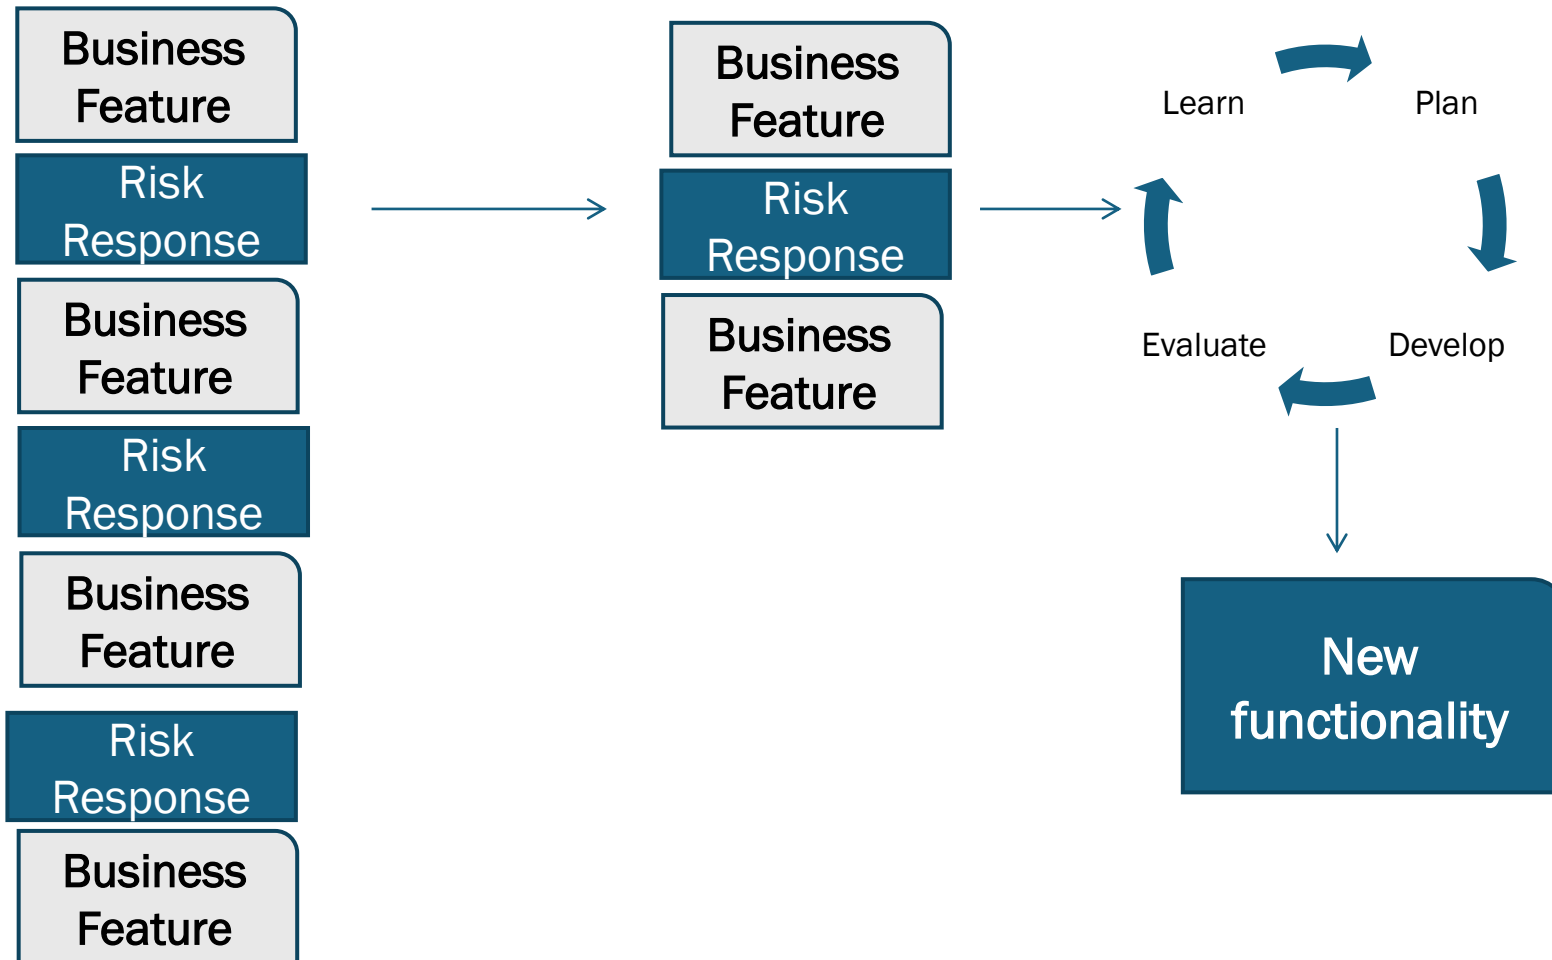 Business
Feature
Risk
Response
Business
Feature
Risk
Response
Business
Feature
Risk
Response
Business
Feature
Business
Feature
Risk
Response
Business
Feature
Learn
Plan
Evaluate
Develop
New
functionality